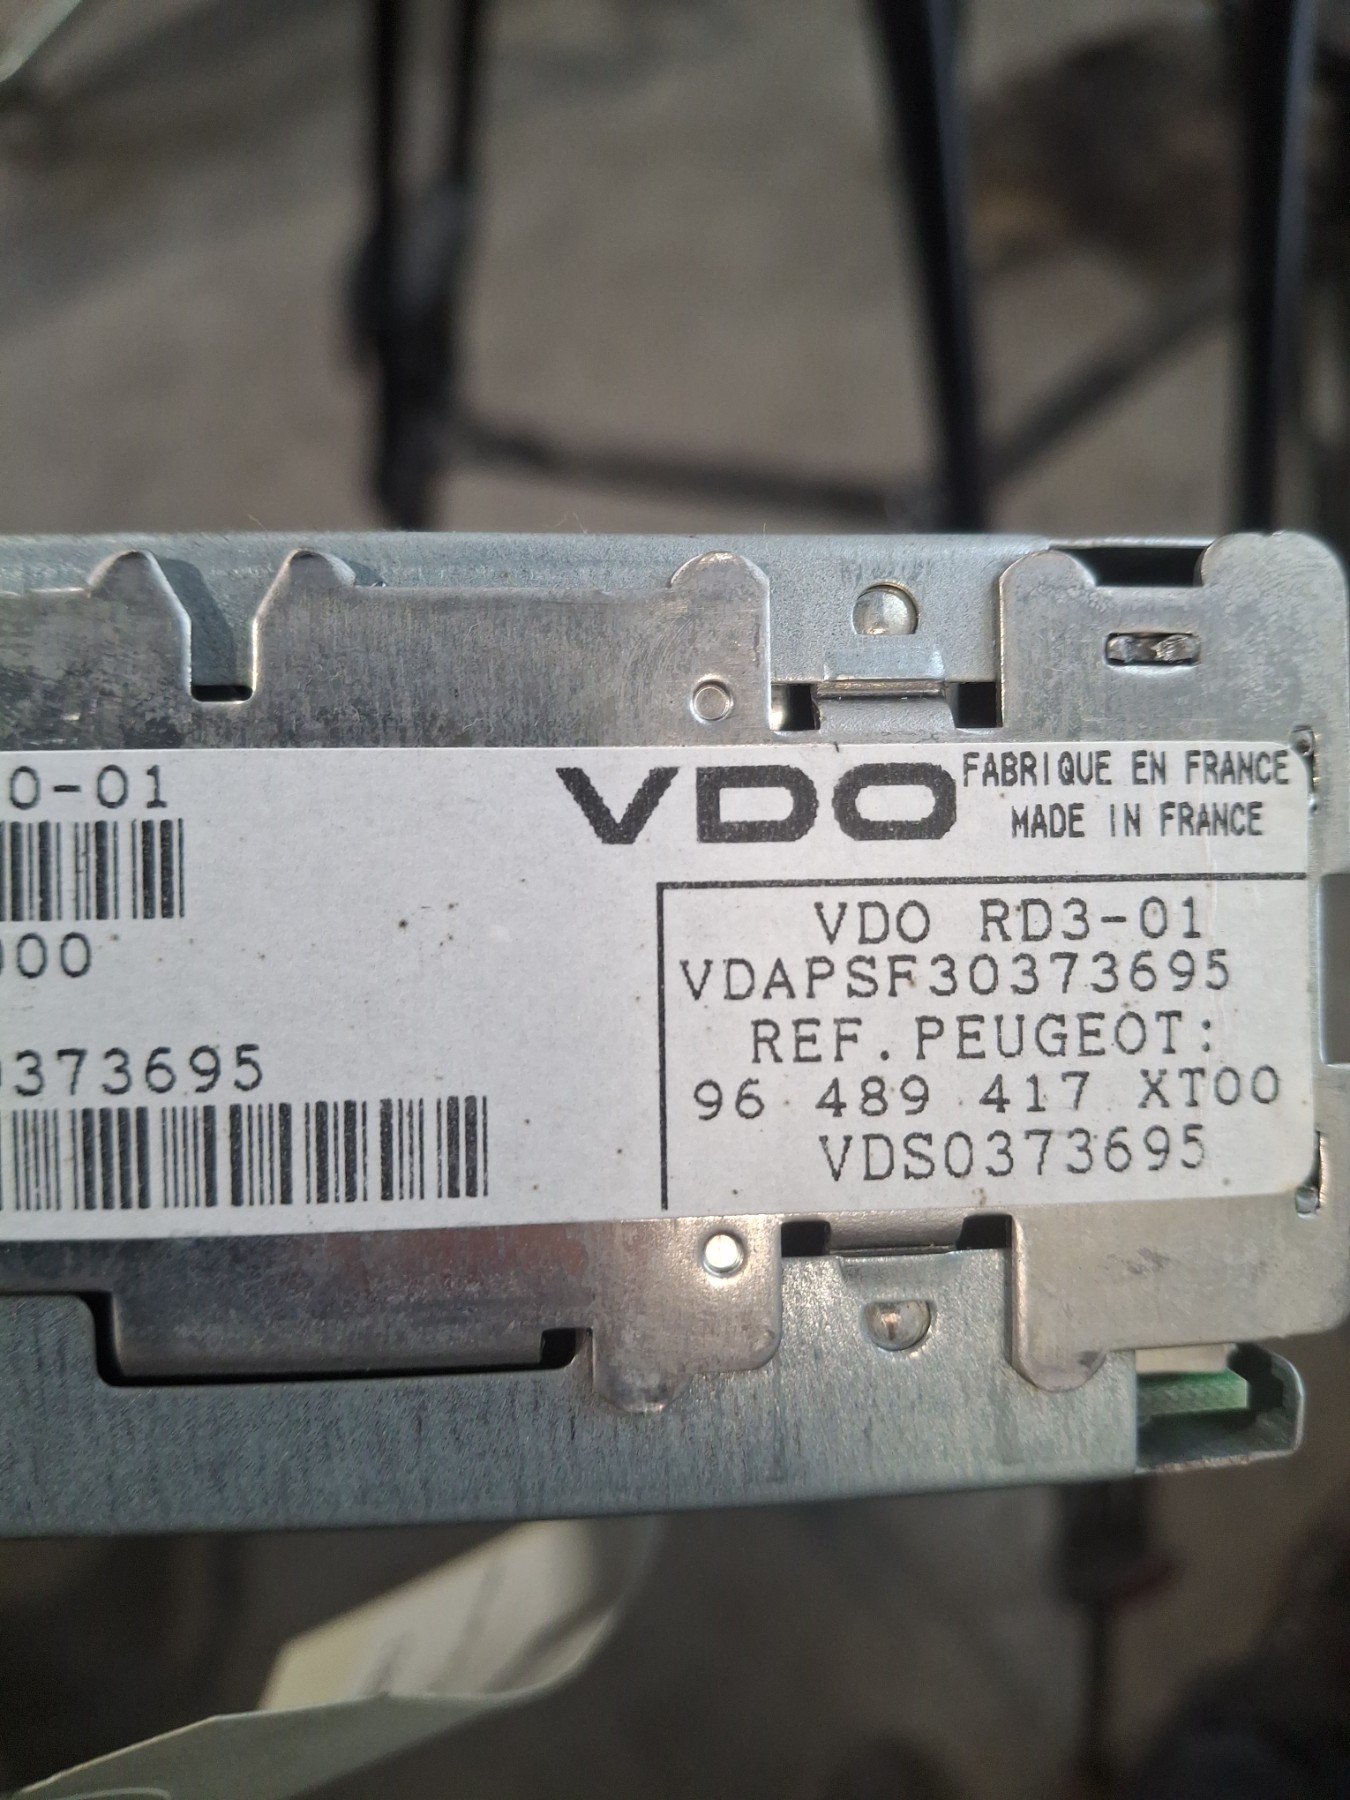 0-01
VDO
FABRIQUE EN FRANCE
MADE IN FRANCE
VDO RD3-01
000
VDAPSF30373695
REF.PEUGEOT:
373695
96 489 417 XT00
VDS0373695